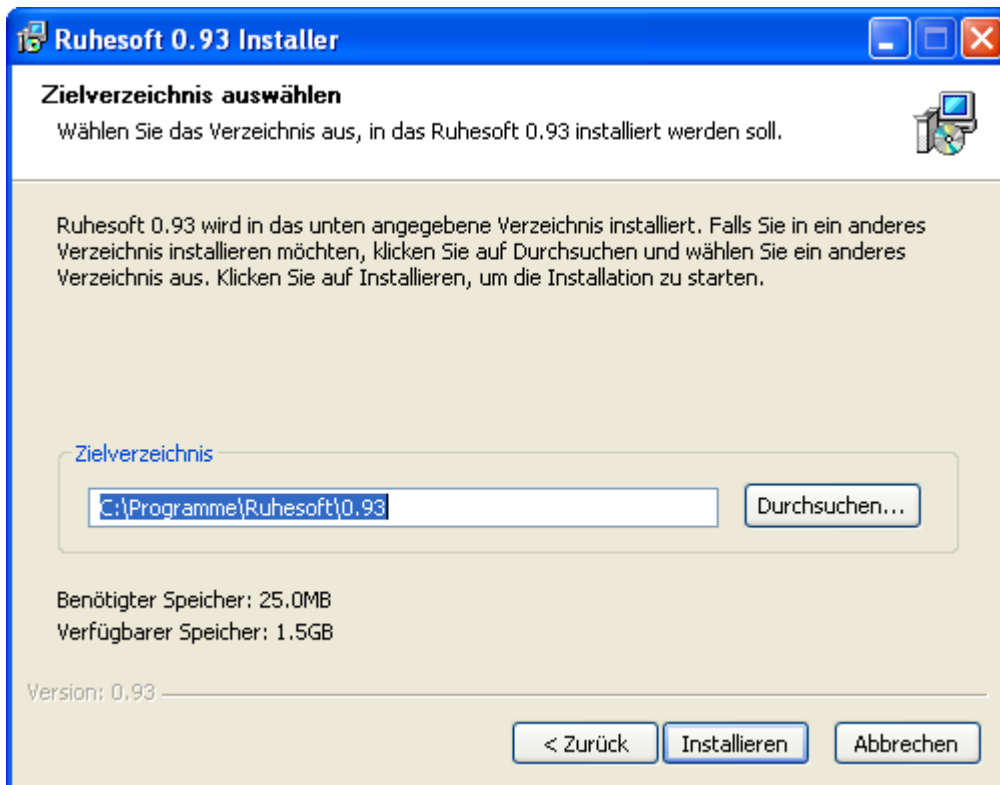 Ruhesoft 0.93 Installer
Zielverzeichnis auswählen
Wählen Sie das Verzeichnis aus, in das Ruhesoft 0.93 installiert werden soll.
Ruhesoft 0.93 wird in das unten angegebene Verzeichnis installiert. Falls Sie in ein anderes
Verzeichnis installieren möchten, klicken Sie auf Durchsuchen und wählen Sie ein anderes
Verzeichnis aus. Klicken Sie auf Installieren, um die Installation zu starten.
Zielverzeichnis
C:\Programme\Ruhesoft\0.93
Durchsuchen...
Benötigter Speicher: 25.0MB
Verfügbarer Speicher: 1.5GB
Version: 0.93
< Zurück
Installieren
Abbrechen